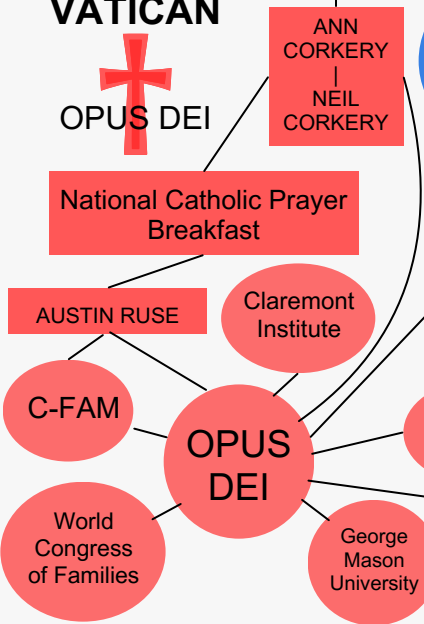 VATICAN
OPUS DEI
ANN
CORKERY
|
NEIL
CORKERY
National Catholic Prayer
Breakfast
AUSTIN RUSE
Claremont
Institute
C-FAM
OPUS
DEI
World
Congress
of Families
George
Mason
University